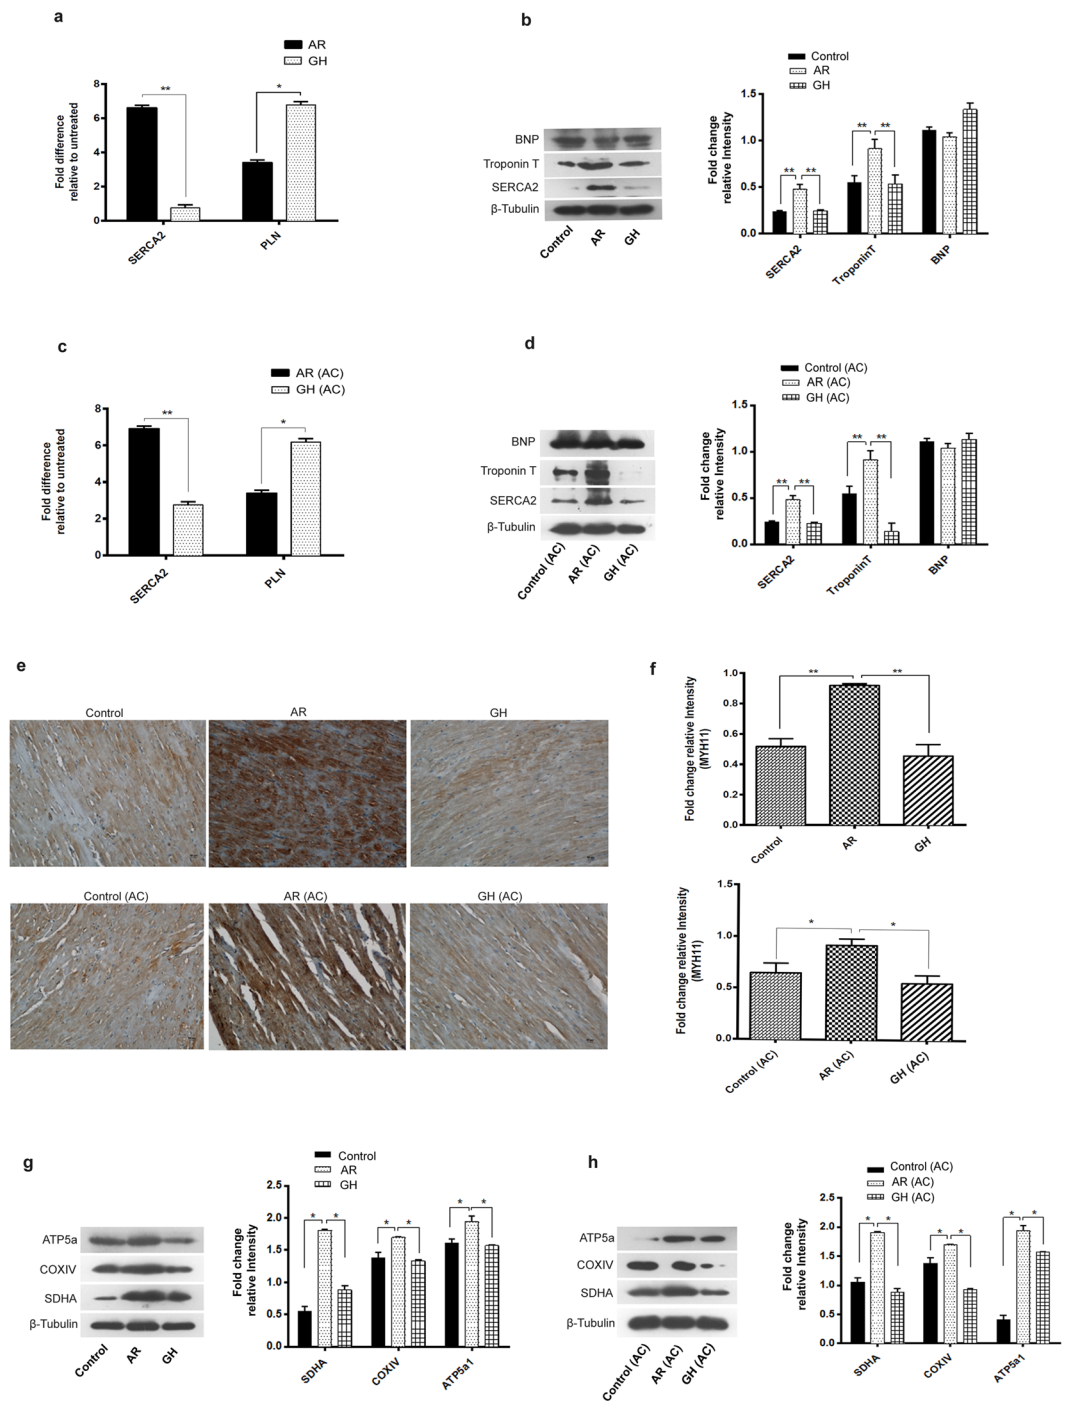 a
AR
GH
Fold difference
relative to untreated
8
6
4
2
0
**
*
SERCA2
PLN
b
BNP
Troponin T
SERCA2
β-Tubulin
Control
AR
GH
Control
AR
GH
Fold change
relative Intensity
1.5
1.0
0.5
0.0
**
**
**
**
SERCA2
TroponinT
BNP
c
AR (AC)
GH (AC)
Fold difference
relative to untreated
8
6
4
2
0
**
*
SERCA2
PLN
d
BNP
Troponin T
SERCA2
β-Tubulin
Control (AC)
AR (AC)
GH (AC)
Control (AC)
AR (AC)
GH (AC)
Fold change
relative Intensity
1.5
1.0
0.5
0.0
**
**
**
**
SERCA2
TroponinT
BNP
e
Control
AR
GH
Control (AC)
AR (AC)
GH (AC)
f
Fold change relative Intensity
(MYH11)
1.0
0.8
0.6
0.4
0.2
0.0
**
**
Control
AR
GH
Fold change relative Intensity
(MYH11)
1.5
1.0
0.5
0.0
*
*
Control (AC)
AR (AC)
GH (AC)
g
ATP5a
COXIV
SDHA
β-Tubulin
Control
AR
GH
Control
AR
GH
Fold change
relative Intensity
2.5
2.0
1.5
1.0
0.5
0.0
*
*
*
*
*
*
SDHA
COXIV
ATP5a1
h
ATP5a
COXIV
SDHA
β-Tubulin
Control (AC)
AR (AC)
GH (AC)
Control (AC)
AR (AC)
GH (AC)
Fold change
relative Intensity
2.5
2.0
1.5
1.0
0.5
0.0
*
*
*
*
*
*
SDHA
COXIV
ATP5a1